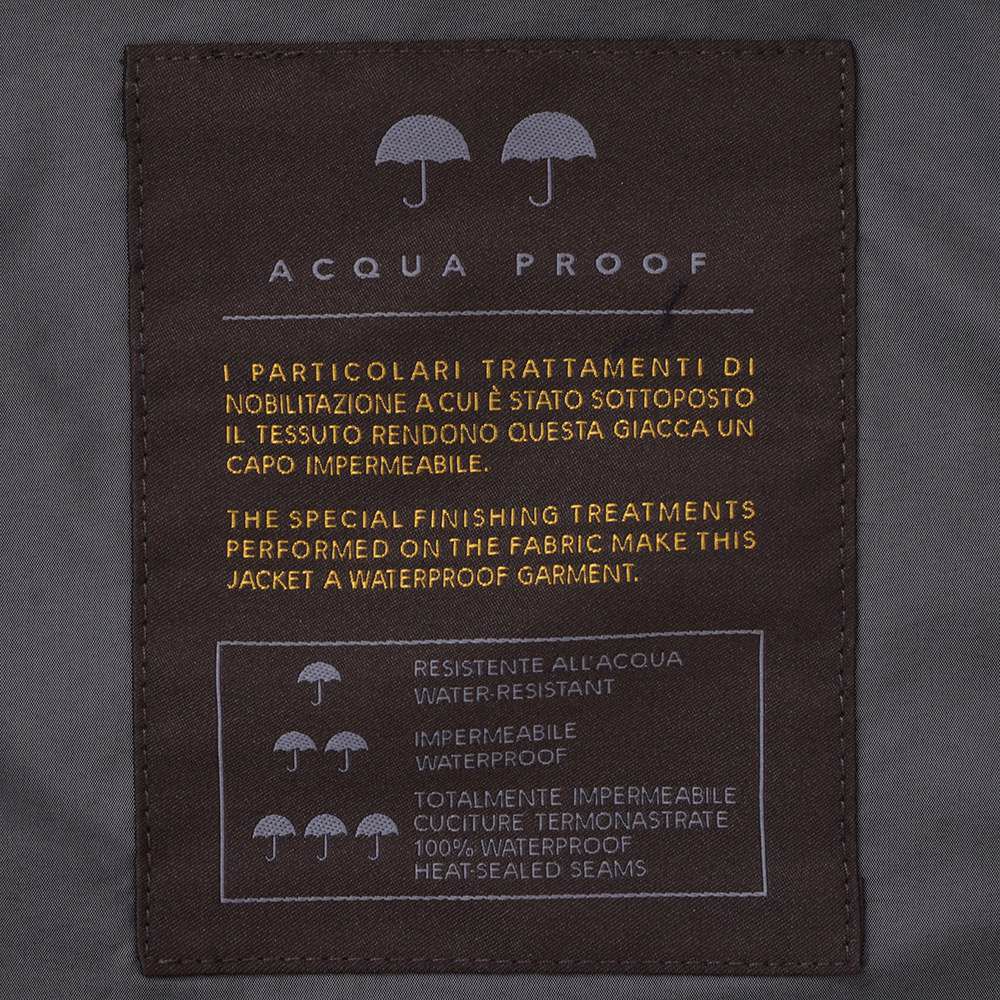 ACQUA PROOF
I PARTICOLARI TRATTAMENTI DI
NOBILITAZIONE A CUI È STATO SOTTOPOSTO
IL TESSUTO RENDONO QUESTA GIACCA UN
CAPO IMPERMEABILE.
THE SPECIAL FINISHING TREATMENTS
PERFORMED ON THE FABRIC MAKE THIS
JACKET A WATERPROOF GARMENT.
RESISTENTE ALL'ACQUA
WATER-RESISTANT
IMPERMEABILE
WATERPROOF
TOTALMENTE IMPERMEABILE
CUCITURE TERMONASTRATE
100% WATERPROOF
HEAT-SEALED SEAMS